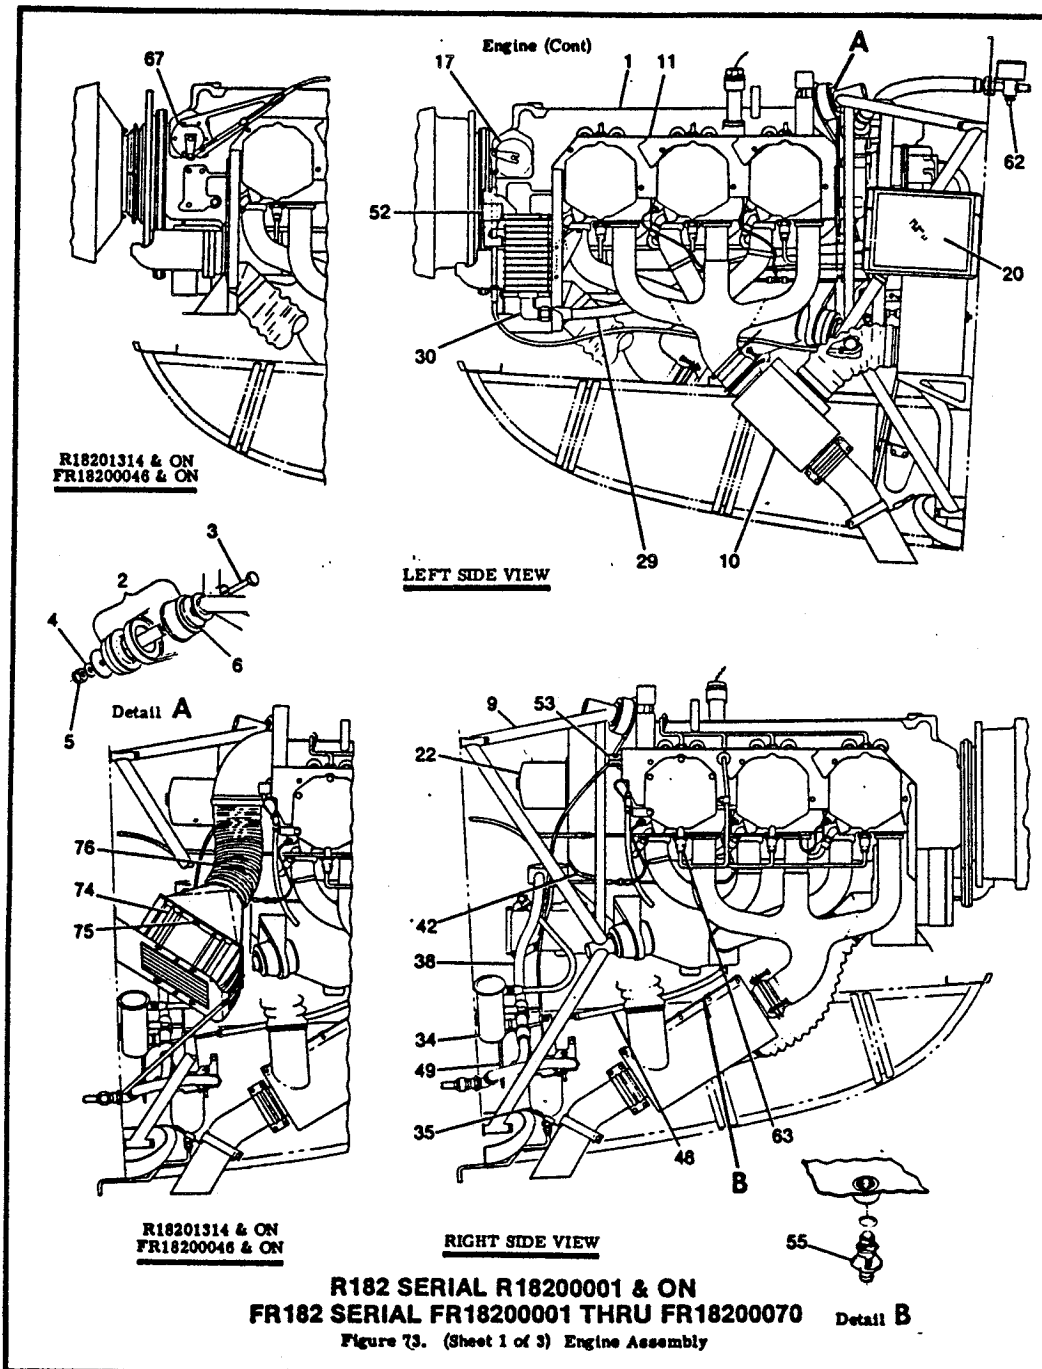 Engine (Cont)
67
17
1
11
A
62
52
20
30
R18201314 & ON
FR18200046 & ON
29
10
LEFT SIDE VIEW
3
2
4
6
5
Detail A
9
53
22
76
74
75
42
38
34
49
35
48
63
B
R18201314 & ON
FR18200046 & ON
RIGHT SIDE VIEW
55
R182 SERIAL R18200001 & ON
FR182 SERIAL FR18200001 THRU FR18200070
Detail B
Figure 73. (Sheet 1 of 3) Engine Assembly